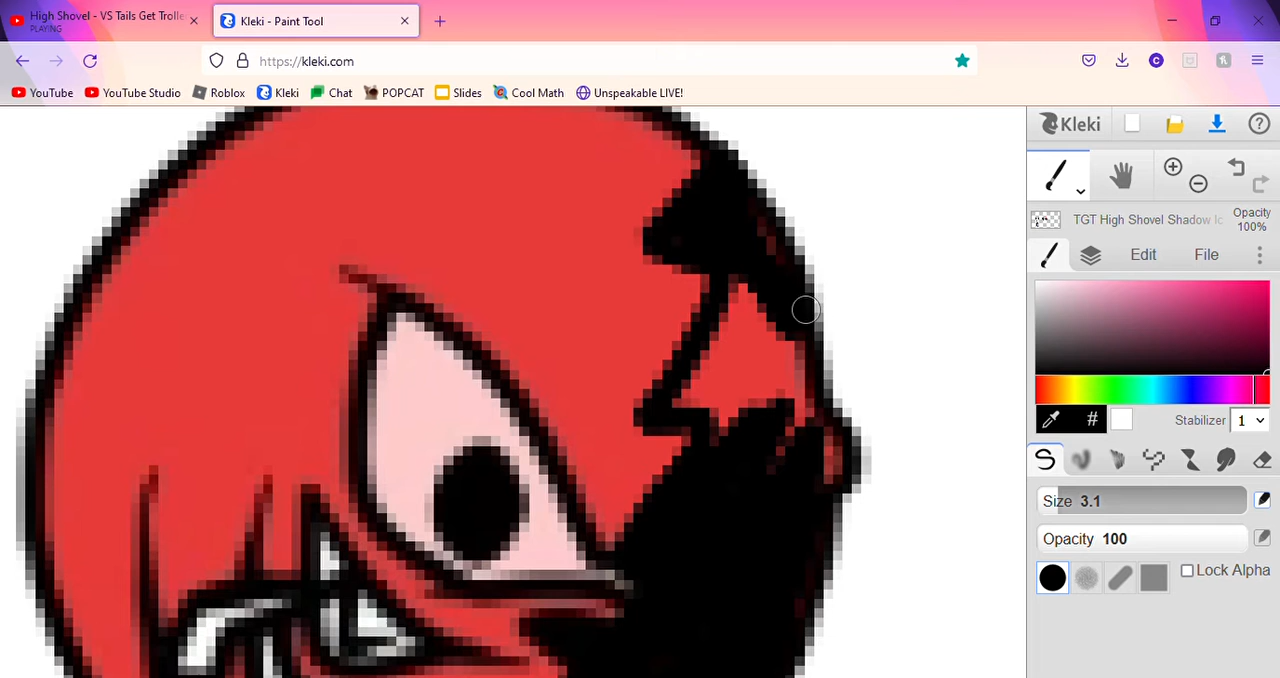 High Shovel - VS Tails Get Trolle
PLAYING
Kleki - Paint Tool
https://kleki.com
YouTube YouTube Studio Roblox Kleki Chat POPCAT Slides Cool Math Unspeakable LIVE!
Kleki
TGT High Shovel Shadow Ic
Opacity
100%
Edit File
#
Stabilizer 1
Size 3.1
Opacity 100
Lock Alpha